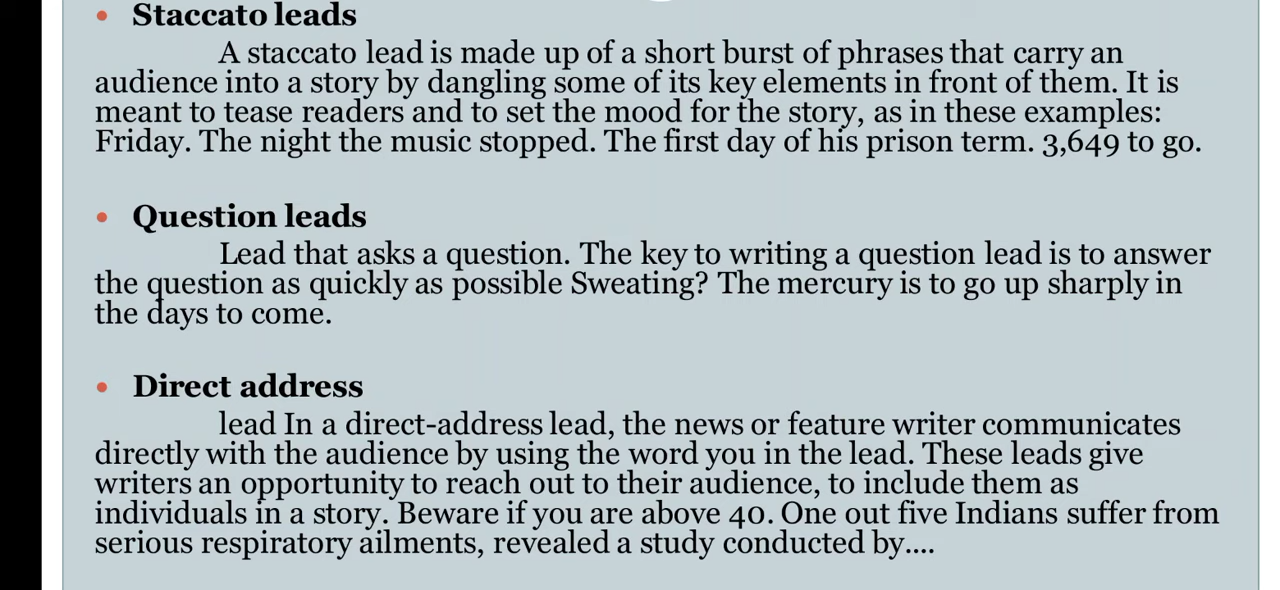 • Staccato leads
A staccato lead is made up of a short burst of phrases that carry an
audience into a story by dangling some of its key elements in front of them. It is
meant to tease readers and to set the mood for the story, as in these examples:
Friday. The night the music stopped. The first day of his prison term. 3,649 to go.
• Question leads
Lead that asks a question. The key to writing a question lead is to answer
the question as quickly as possible Sweating? The mercury is to go up sharply in
the days to come.
• Direct address
lead In a direct-address lead, the news or feature writer communicates
directly with the audience by using the word you in the lead. These leads give
writers an opportunity to reach out to their audience, to include them as
individuals in a story. Beware if you are above 40. One out five Indians suffer from
serious respiratory ailments, revealed a study conducted by....